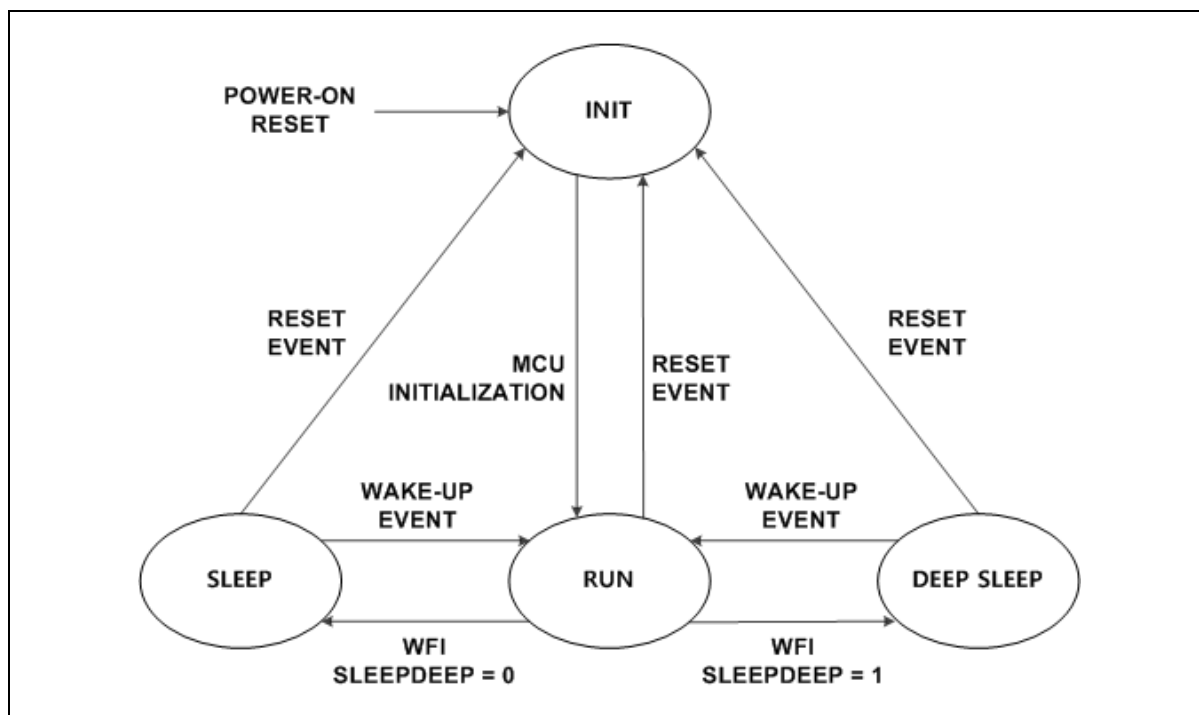 POWER-ON
RESET
INIT
RESET
EVENT
MCU
INITIALIZATION
RESET
EVENT
RESET
EVENT
WAKE-UP
EVENT
WAKE-UP
EVENT
SLEEP
RUN
DEEP SLEEP
WFI
SLEEPDEEP = 0
WFI
SLEEPDEEP = 1